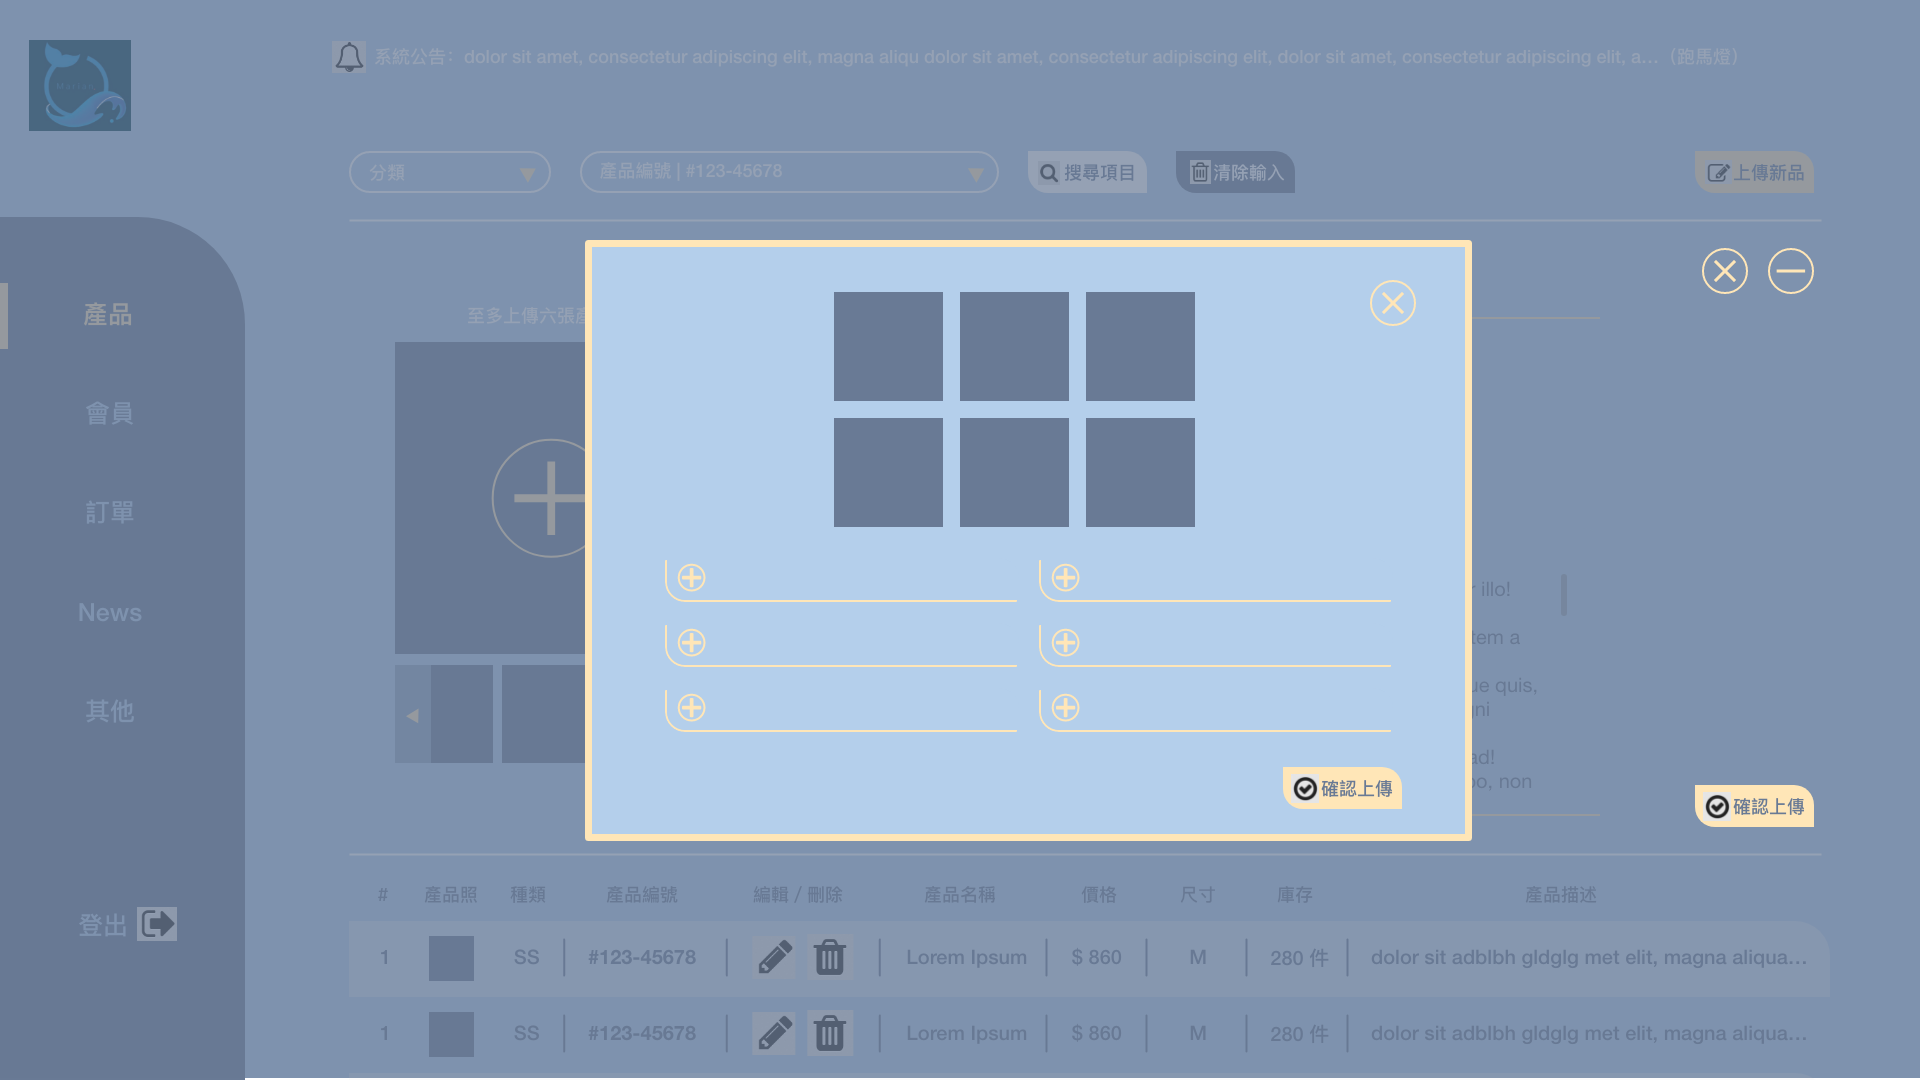 系統公告：dolor sit amet, consectetur adipiscing elit, magna aliqu dolor sit amet, consectetur adipiscing elit, dolor sit amet, consectetur adipiscing elit, a...（跑馬燈）
分類
產品編號 | #123-45678
搜尋項目
清除輸入
上傳新品
產品
會員
訂單
News
其他
登出
至多上傳六張
illo!
tem a
ue quis,
ad!
oo, non
確認上傳
確認上傳
# 產品照 種類 產品編號 編輯 / 刪除 產品名稱 價格 尺寸 庫存 產品描述
1 SS #123-45678 Lorem Ipsum $ 860 M 280 件 dolor sit adblbh gldglg met elit, magna aliqua...
1 SS #123-45678 Lorem Ipsum $ 860 M 280 件 dolor sit adblbh gldglg met elit, magna aliqua...